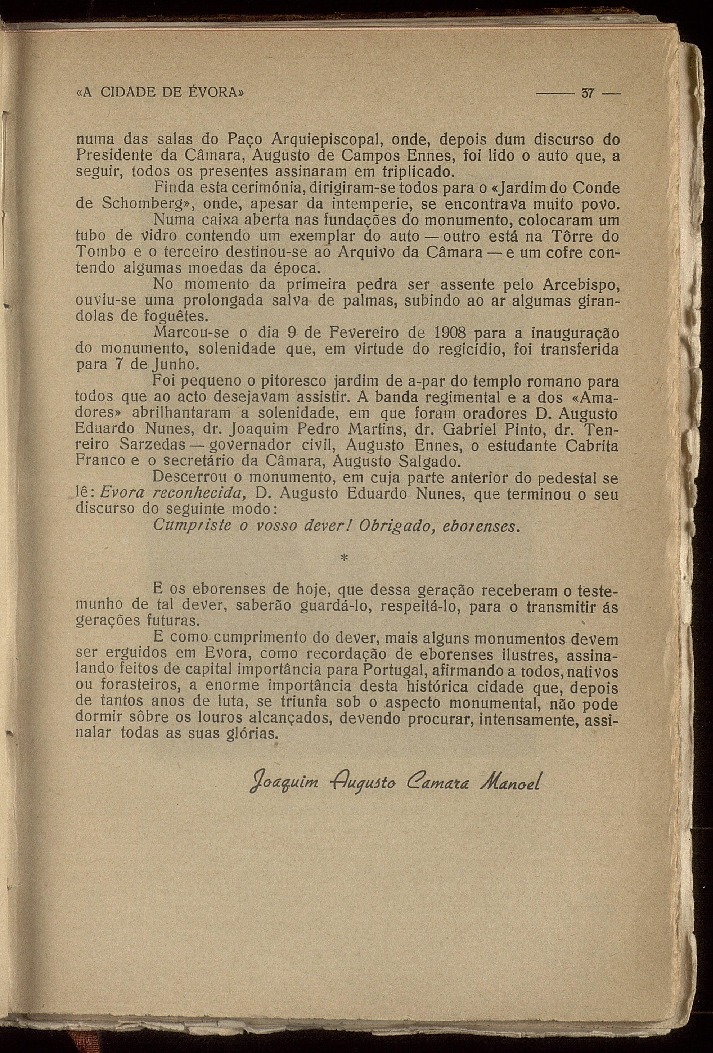 «A CIDADE DE ÉVORA» —— 37 —
numa das salas do Paço Arquiepiscopal, onde, depois dum discurso do
Presidente da Câmara, Augusto de Campos Ennes, foi lido o auto que, a
seguir, todos os presentes assinaram em triplicado.
Finda esta cerimónia, dirigiram-se todos para o «Jardim do Conde
de Schomberg», onde, apesar da intemperie, se encontrava muito povo.
Numa caixa aberta nas fundações do monumento, colocaram um
tubo de vidro contendo um exemplar do auto — outro está na Tôrre do
Tombo e o terceiro destinou-se ao Arquivo da Câmara — e um cofre con-
tendo algumas moedas da época.
No momento da primeira pedra ser assente pelo Arcebispo,
ouviu-se uma prolongada salva de palmas, subindo ao ar algumas giran-
dolas de foguêtes.
Marcou-se o dia 9 de Fevereiro de 1908 para a inauguração
do monumento, solenidade que, em virtude do regicídio, foi transferida
para 7 de Junho.
Foi pequeno o pitoresco jardim de a-par do templo romano para
todos que ao acto desejavam assistir. A banda regimental e a dos «Ama-
dores» abrilhantaram a solenidade, em que foram oradores D. Augusto
Eduardo Nunes, dr. Joaquim Pedro Martins, dr. Gabriel Pinto, dr. Ten-
reiro Sarzedas — governador civil, Augusto Ennes, o estudante Cabrita
Franco e o secretário da Câmara, Augusto Salgado.
Descerrou o monumento, em cuja parte anterior do pedestal se
lê: Evora reconhecida, D. Augusto Eduardo Nunes, que terminou o seu
discurso do seguinte modo:
Cumpriste o vosso dever! Obrigado, eborenses.
*
E os eborenses de hoje, que dessa geração receberam o teste-
munho de tal dever, saberão guardá-lo, respeitá-lo, para o transmitir ás
gerações futuras.
E como cumprimento do dever, mais alguns monumentos devem
ser erguidos em Evora, como recordação de eborenses ilustres, assina-
lando feitos de capital importância para Portugal, afirmando a todos, nativos
ou forasteiros, a enorme importância desta histórica cidade que, depois
de tantos anos de luta, se triunfa sob o aspecto monumental, não pode
dormir sôbre os louros alcançados, devendo procurar, intensamente, assi-
nalar todas as suas glórias.
Joaquim Augusto Camara Manoel